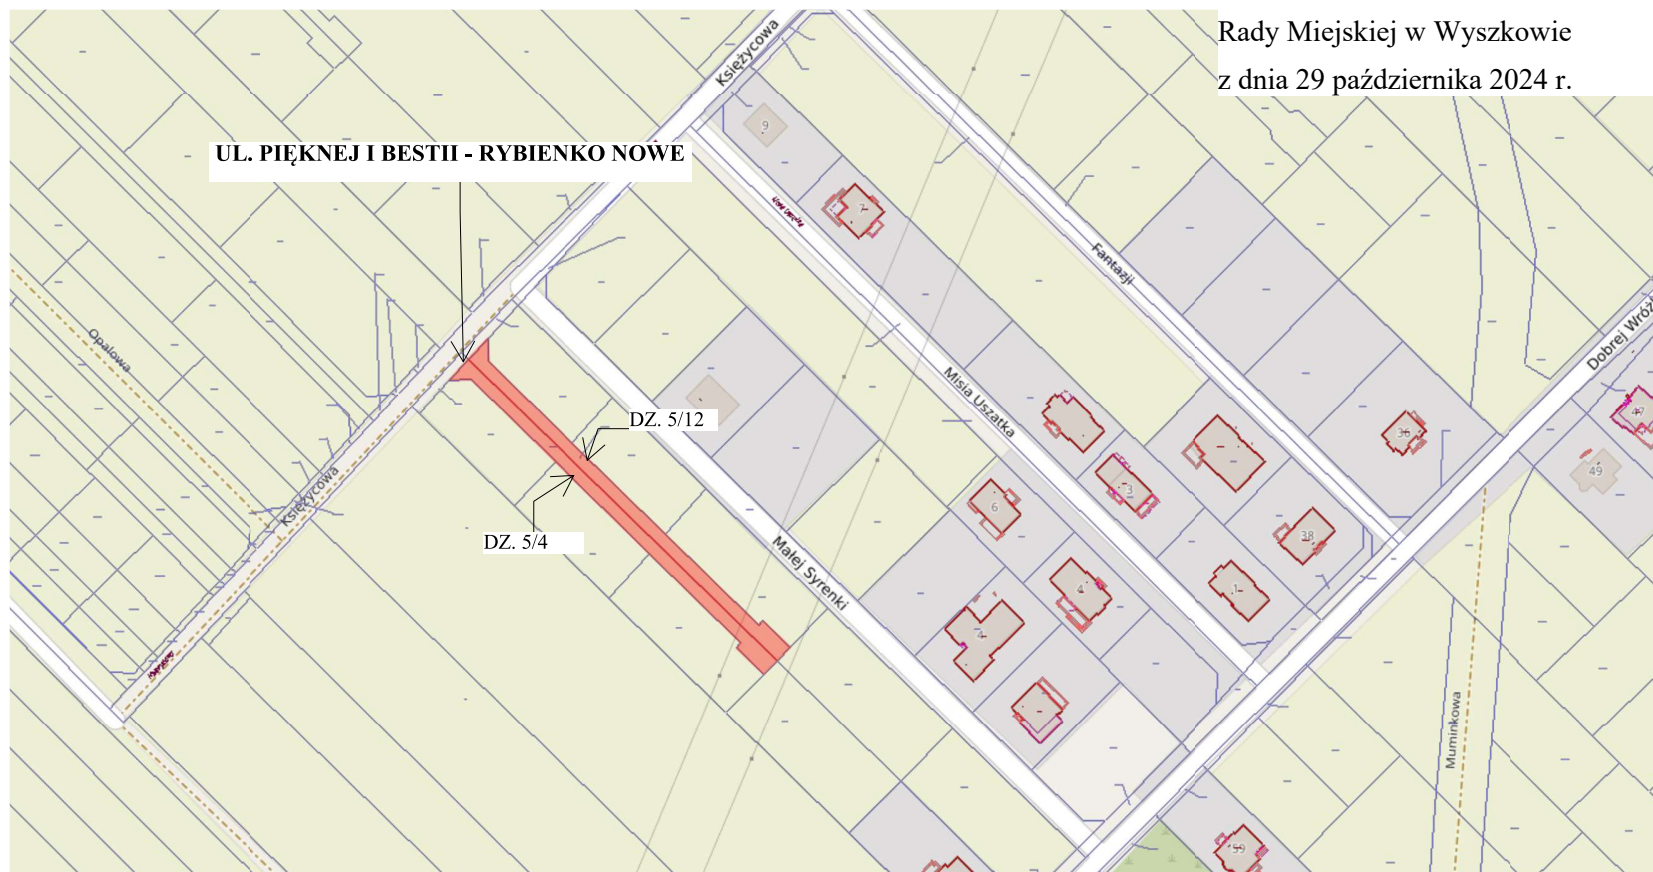 Rady Miejskiej w Wyszkowie
z dnia 29 października 2024 r.
Księżycowa
9
UL. PIĘKNEJ I BESTII - RYBIENKO NOWE
Fantazji
Opalowa
Dobrej Wróżk
Misia Uszatka
DZ. 5/12
36
47
49
3
6
Księżycowa
DZ. 5/4
38
Małej Syrenki
1
4
Muminkowa
59